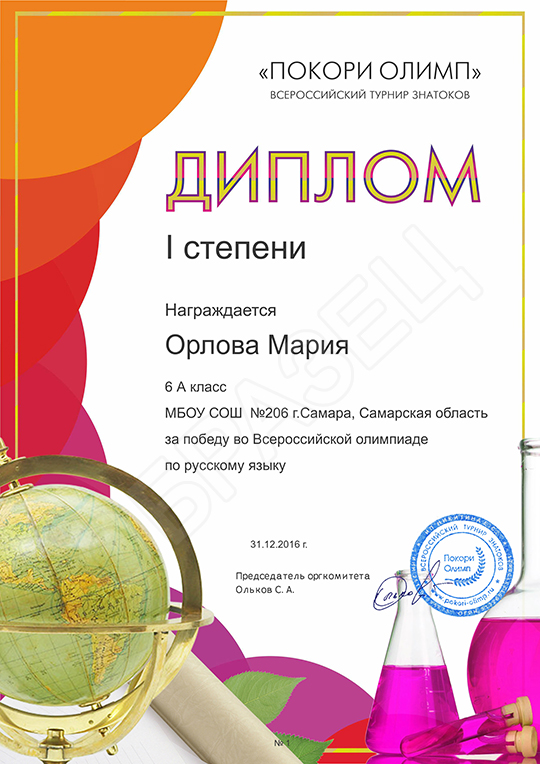 «ПОКОРИ ОЛИМП»
ВСЕРОССИЙСКИЙ ТУРНИР ЗНАТОКОВ
ДИПЛОМ
I степени
Награждается
Орлова Мария
6 А класс
МБОУ СОШ №206 г.Самара, Самарская область
за победу во Всероссийской олимпиаде
по русскому языку
ОБРАЗЕЦ
31.12.2016 г.
Председатель оргкомитета
Ольков С. А.
ВСЕРОССИЙСКИЙ ТУРНИР ЗНАТОКОВ
Покори
Олимп
www.pokori-olimp.ru
№ 1